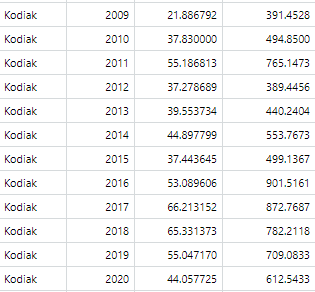 Kodiak 2009 21.886792 391.4528
Kodiak 2010 37.830000 494.8500
Kodiak 2011 55.186813 765.1473
Kodiak 2012 37.278689 389.4456
Kodiak 2013 39.553734 440.2404
Kodiak 2014 44.897799 553.7673
Kodiak 2015 37.443645 499.1367
Kodiak 2016 53.089606 901.5161
Kodiak 2017 66.213152 872.7687
Kodiak 2018 65.331373 782.2118
Kodiak 2019 55.047170 709.0833
Kodiak 2020 44.057725 612.5433